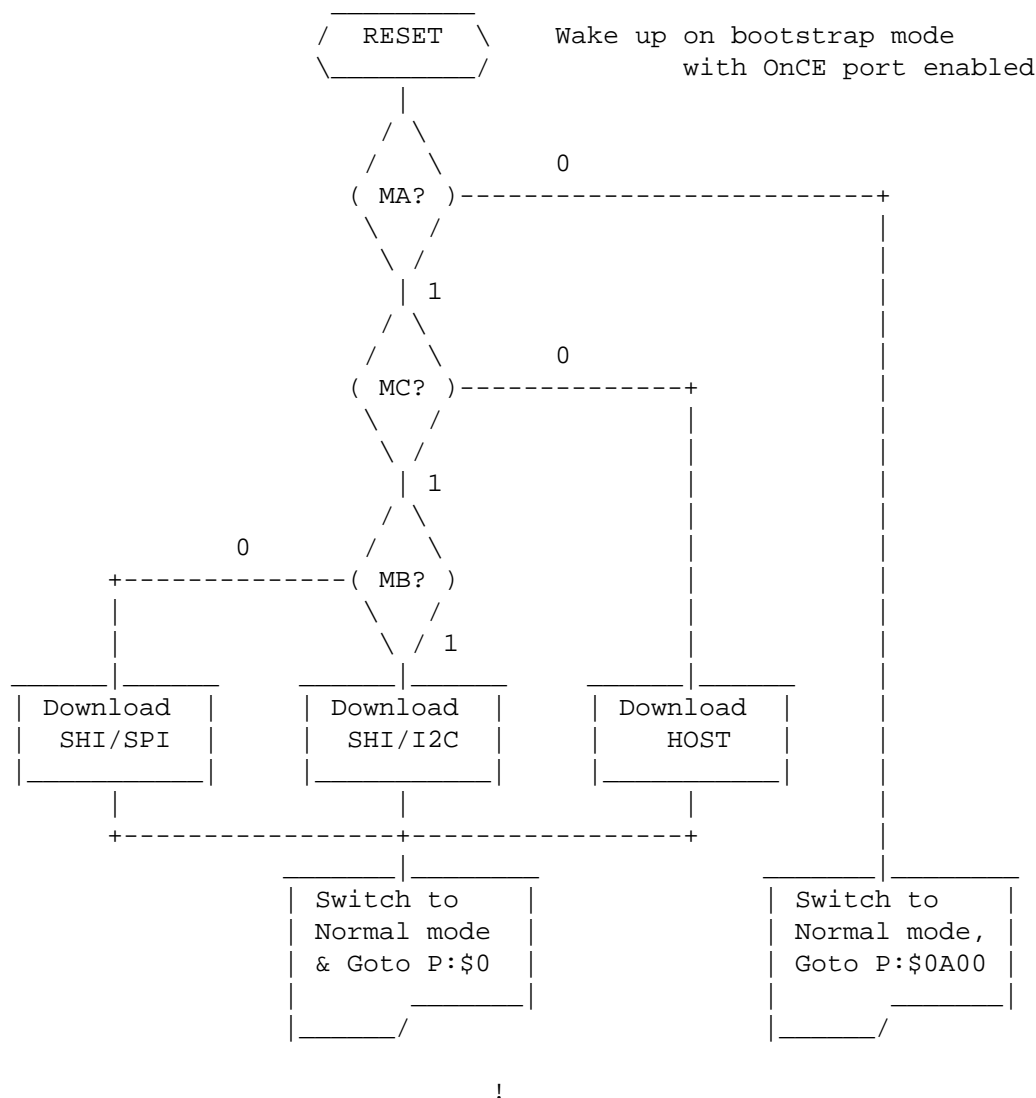 RESET Wake up on bootstrap mode
with OnCE port enabled
0
MA?
1
0
MC?
1
0
MB?
1
Download Download Download
SHI/SPI SHI/I2C HOST
Switch to Switch to
Normal mode Normal mode,
& Goto P:$0 Goto P:$0A00
!